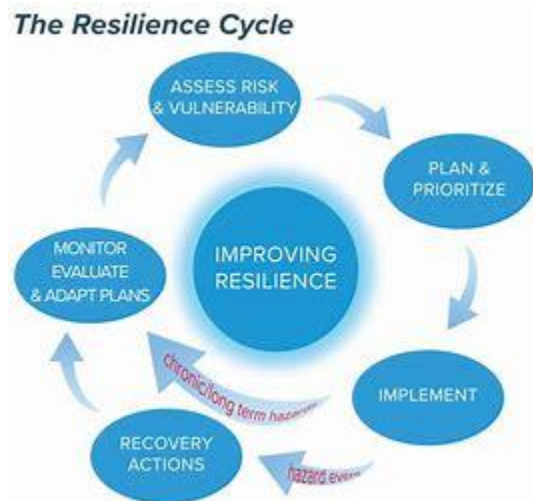 The Resilience Cycle
ASSESS RISK
& VULNERABILITY
PLAN &
PRIORITIZE
IMPROVING
RESILIENCE
MONITOR
EVALUATE
& ADAPT PLANS
chronic/long term hazards
IMPLEMENT
RECOVERY
ACTIONS
hazard